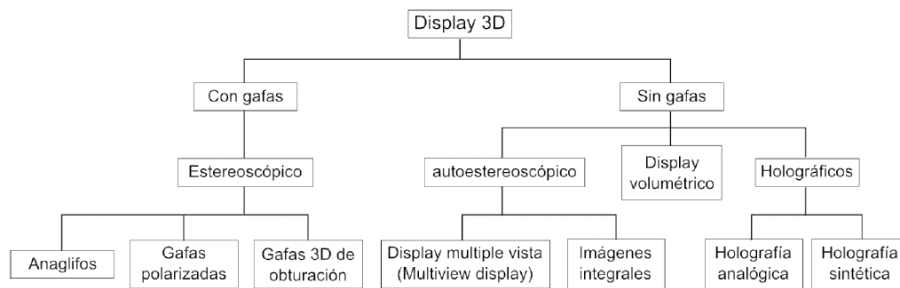 Display 3D
Con gafas
Sin gafas
Estereoscópico
autoestereoscópico
Display
volumétrico
Holográficos
Anaglifos
Gafas
polarizadas
Gafas 3D de
obturación
Display multiple vista
(Multiview display)
Imágenes
integrales
Holografía
analógica
Holografía
sintética